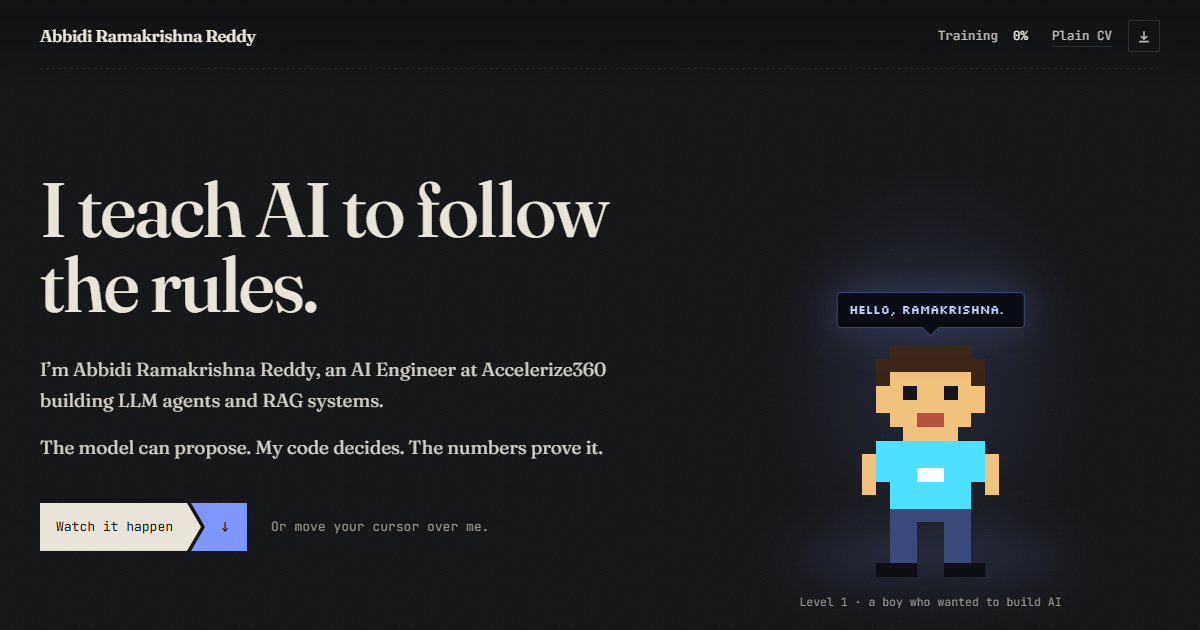 Abbidi Ramakrishna Reddy
Training 0% Plain CV
I teach AI to follow
the rules.
I’m Abbidi Ramakrishna Reddy, an AI Engineer at Accelerize360
building LLM agents and RAG systems.
The model can propose. My code decides. The numbers prove it.
Watch it happen ↓
Or move your cursor over me.
HELLO, RAMAKRISHNA.
Level 1 · a boy who wanted to build AI